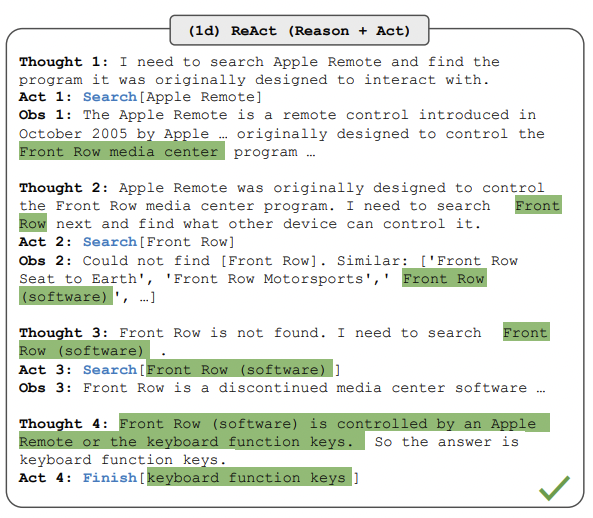 (1d) ReAct (Reason + Act)
Thought 1: I need to search Apple Remote and find the
program it was originally designed to interact with.
Act 1: Search[Apple Remote]
Obs 1: The Apple Remote is a remote control introduced in
October 2005 by Apple … originally designed to control the
Front Row media center program …
Thought 2: Apple Remote was originally designed to control
the Front Row media center program. I need to search Front
Row next and find what other device can control it.
Act 2: Search[Front Row]
Obs 2: Could not find [Front Row]. Similar: ['Front Row
Seat to Earth', 'Front Row Motorsports',' Front Row
(software)', …]
Thought 3: Front Row is not found. I need to search Front
Row (software) .
Act 3: Search[Front Row (software) ]
Obs 3: Front Row is a discontinued media center software …
Thought 4: Front Row (software) is controlled by an Apple
Remote or the keyboard function keys. So the answer is
keyboard function keys.
Act 4: Finish[keyboard function keys ]